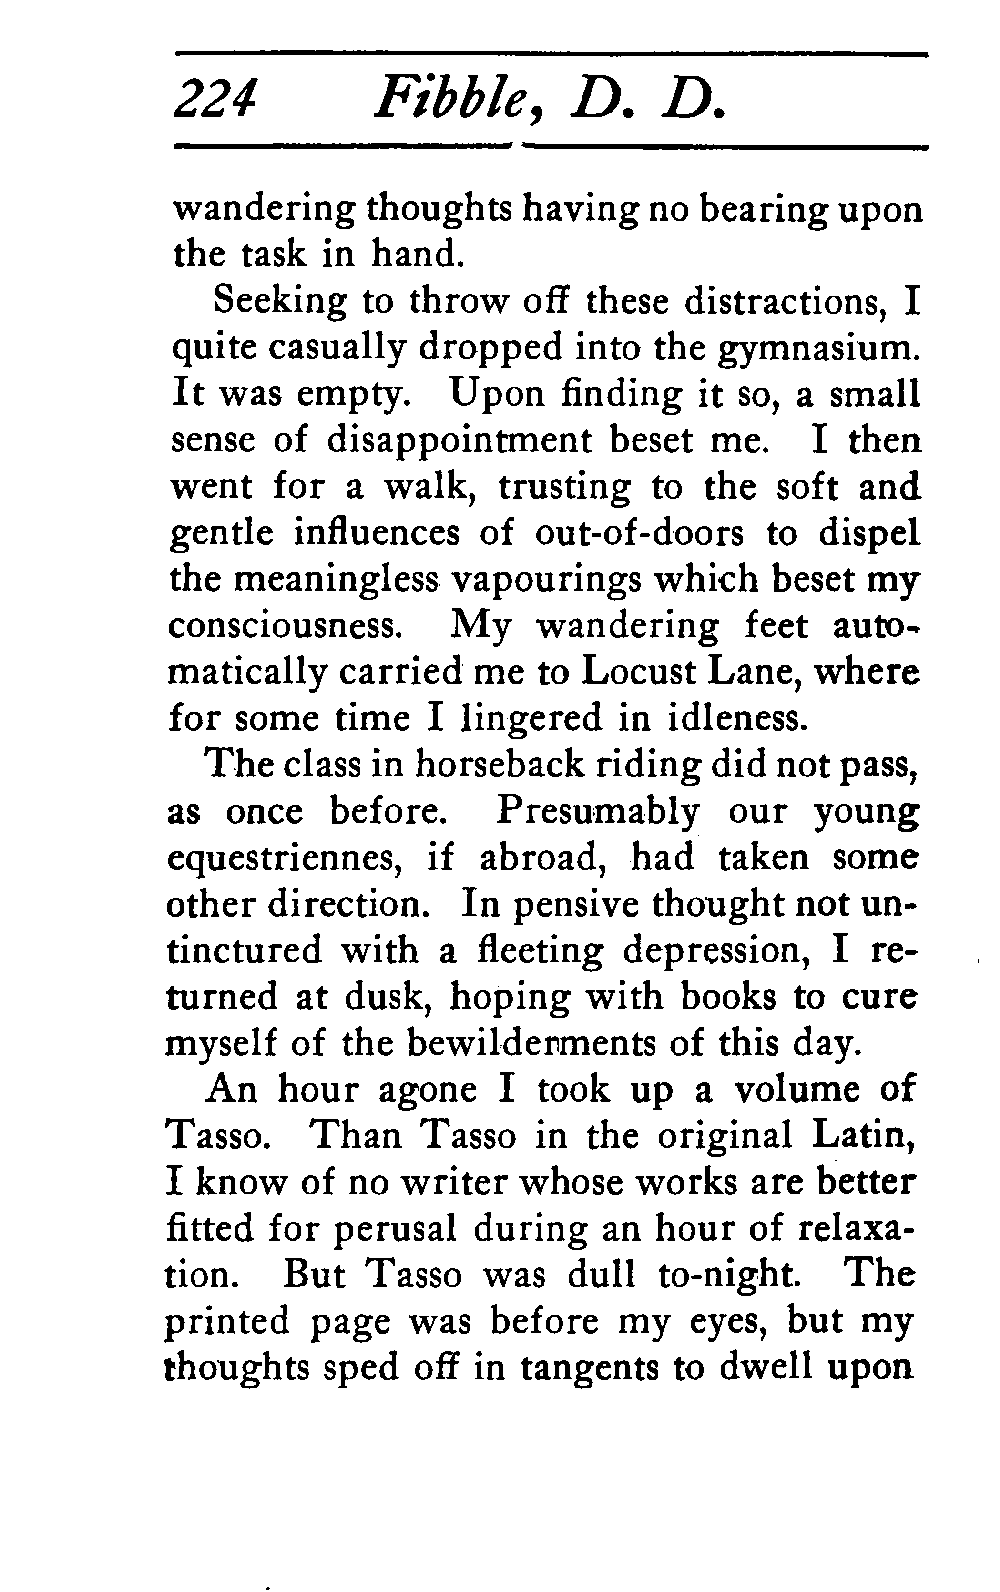 224 Fibble, D. D.
wandering thoughts having no bearing upon
the task in hand.
Seeking to throw off these distractions, I
quite casually dropped into the gymnasium.
It was empty. Upon finding it so, a small
sense of disappointment beset me. I then
went for a walk, trusting to the soft and
gentle influences of out-of-doors to dispel
the meaningless vapourings which beset my
consciousness. My wandering feet auto-
matically carried me to Locust Lane, where
for some time I lingered in idleness.
The class in horseback riding did not pass,
as once before. Presumably our young
equestriennes, if abroad, had taken some
other direction. In pensive thought not un-
tinctured with a fleeting depression, I re-
turned at dusk, hoping with books to cure
myself of the bewilderments of this day.
An hour agone I took up a volume of
Tasso. Than Tasso in the original Latin,
I know of no writer whose works are better
fitted for perusal during an hour of relaxa-
tion. But Tasso was dull to-night. The
printed page was before my eyes, but my
thoughts sped off in tangents to dwell upon